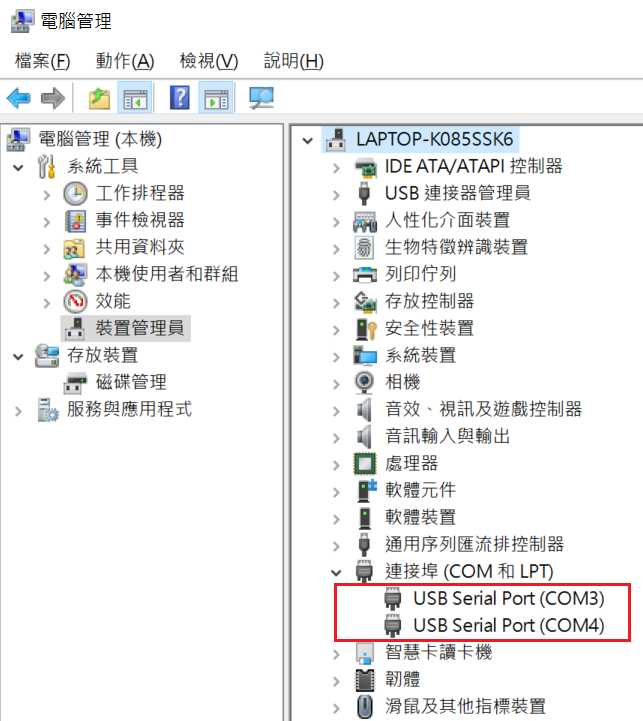 電腦管理
檔案(F) 動作(A) 檢視(V) 說明(H)
電腦管理 (本機)
系統工具
工作排程器
事件檢視器
共用資料夾
本機使用者和群組
效能
裝置管理員
存放裝置
磁碟管理
服務與應用程式
LAPTOP-K085SSK6
IDE ATA/ATAPI 控制器
USB 連接器管理員
人性化介面裝置
生物特徵辨識裝置
列印佇列
存放控制器
安全性裝置
系統裝置
相機
音效、視訊及遊戲控制器
音訊輸入與輸出
處理器
軟體元件
軟體裝置
通用序列匯流排控制器
連接埠 (COM 和 LPT)
USB Serial Port (COM3)
USB Serial Port (COM4)
智慧卡讀卡機
韌體
滑鼠及其他指標裝置